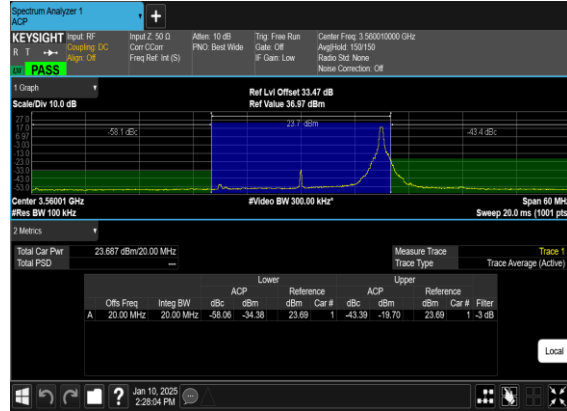 Spectrum Analyzer 1
ACP
+
KEYSIGHT Input: RF Input Z: 50 Ω Atten: 10 dB Trig: Free Run Center Freq: 3.560010000 GHz
R T Coupling: DC Corr CCorr PNO: Best Wide Gate: Off Avg|Hold: 150/150
Align: Off Freq Ref: Int (S) IF Gain: Low Radio Std: None
LW PASS Noise Correction: Off
1 Graph Ref Lvl Offset 33.47 dB
Scale/Div 10.0 dB Ref Value 36.97 dBm
27.0
17.0 -58.1 dBc 23.7 dBm -43.4 dBc
6.97
-3.03
-13.0
-23.0
-33.0
-43.0
-53.0
Center 3.56001 GHz #Video BW 300.00 kHz* Span 60 MHz
#Res BW 100 kHz Sweep 20.0 ms (1001 pts
2 Metrics
Total Car Pwr 23.687 dBm/20.00 MHz Measure Trace Trace 1
Total PSD --- Trace Type Trace Average (Active)
Lower Upper
ACP Reference ACP Reference
Offs Freq Integ BW dBc dBm dBm Car # dBc dBm dBm Car # Filter
A 20.00 MHz 20.00 MHz -58.06 -34.38 23.69 1 -43.39 -19.70 23.69 1 -3 dB
Local
? Jan 10, 2025
2:28:04 PM